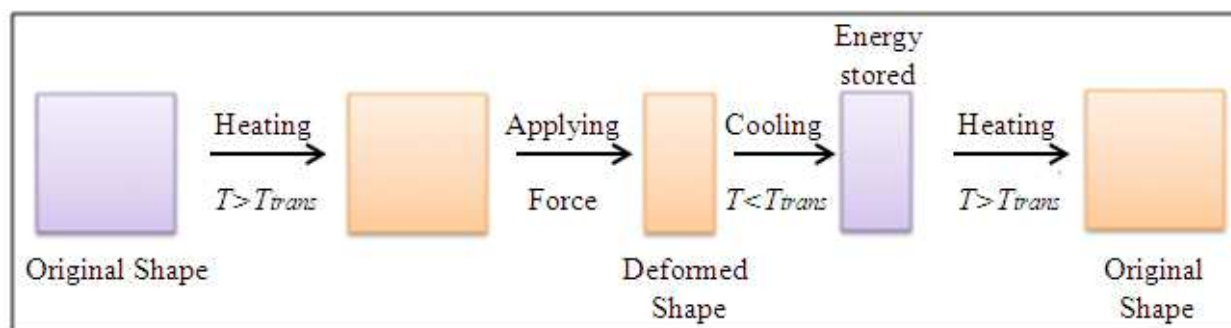 Original Shape
Heating
T>Ttrans
Applying
Force
Deformed
Shape
Cooling
T<Ttrans
Energy
stored
Heating
T>Ttrans
Original
Shape